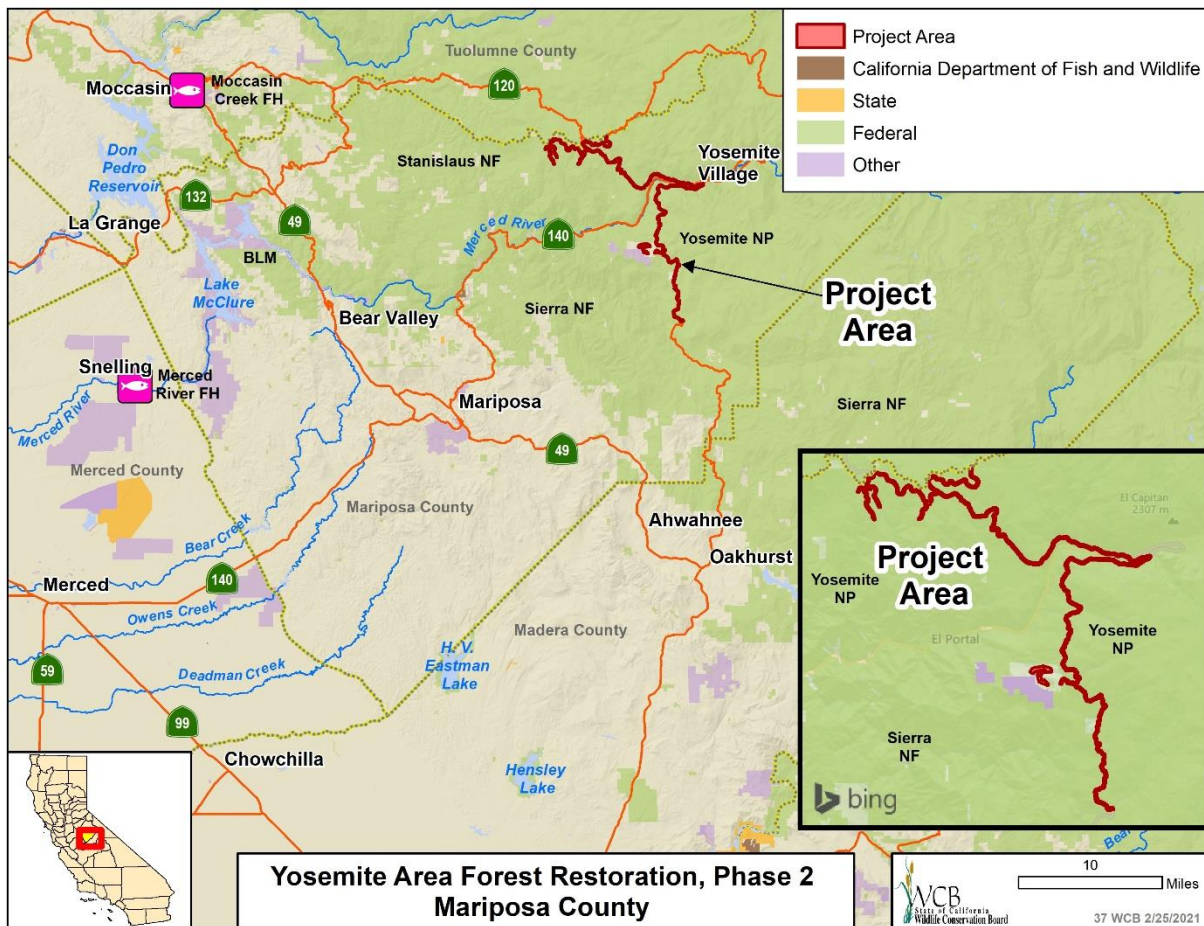 Project Area
California Department of Fish and Wildlife
State
Federal
Other
Tuolumne County
Moccasin
Moccasin
Creek FH
120
Don
Pedro
Reservoir
Stanislaus NF
Yosemite
Village
132
La Grange
49
Merced River
140
Yosemite NP
BLM
Lake
McClure
Sierra NF
Project
Area
Bear Valley
Snelling
Merced
River FH
Mariposa
Sierra NF
Merced River
49
Merced County
Mariposa County
Ahwahnee
Bear Creek
Oakhurst
Merced
140
Owens Creek
Madera County
H. V.
Eastman
Lake
59
Deadman Creek
99
Chowchilla
Hensley
Lake
El Capitan
2307 m
Project
Area
Yosemite
NP
El Portal
Yosemite
NP
Sierra
NF
bing
Bea
Yosemite Area Forest Restoration, Phase 2
Mariposa County
WCB
State of California
Wildlife Conservation Board
10
Miles
37 WCB 2/25/2021